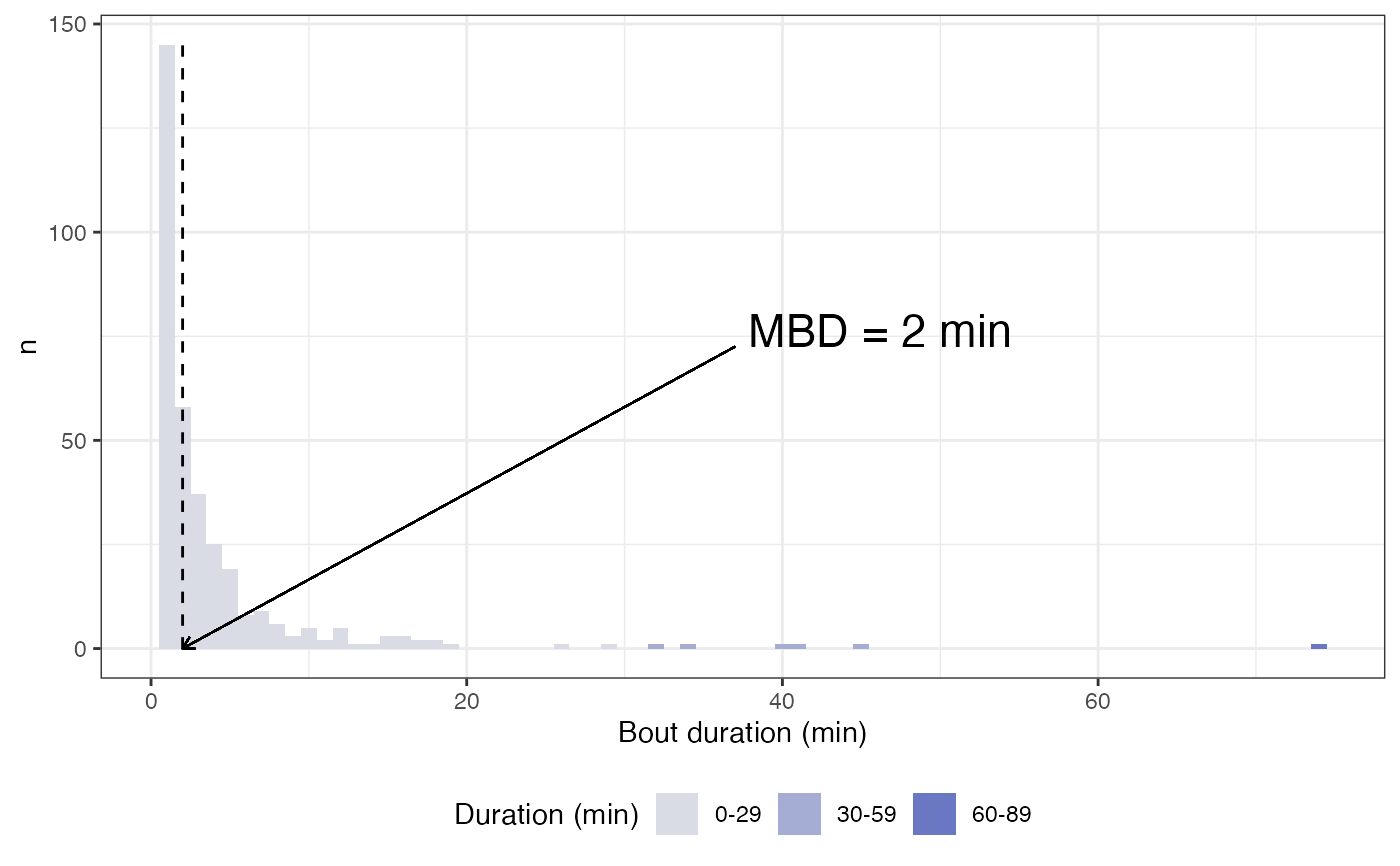 150
100
50
0
n
MBD = 2 min
0 20 40 60
Bout duration (min)
Duration (min) 0-29 30-59 60-89